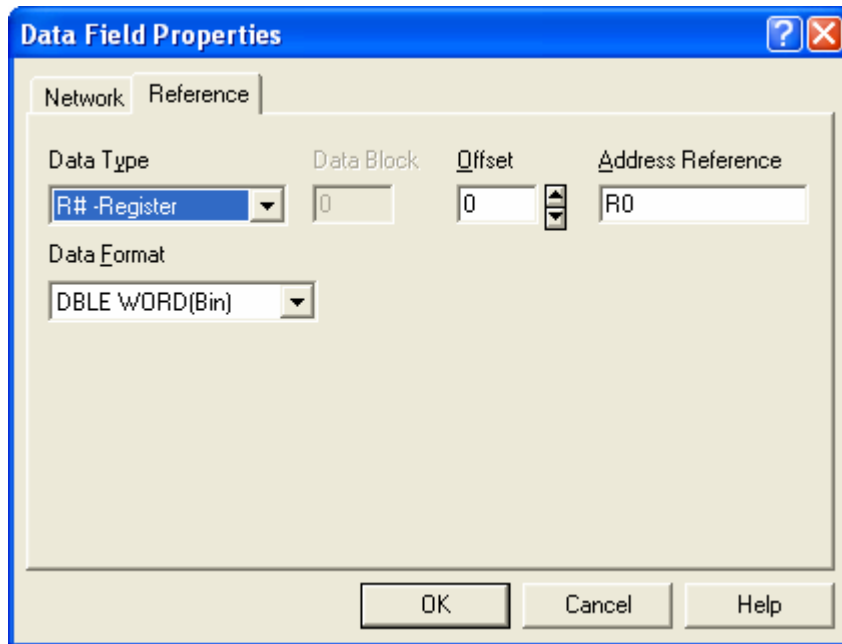 Data Field Properties
?
Network Reference
Data Type Data Block Offset Address Reference
R# -Register 0 0 R0
Data Format
DBLE WORD(Bin)
OK Cancel Help